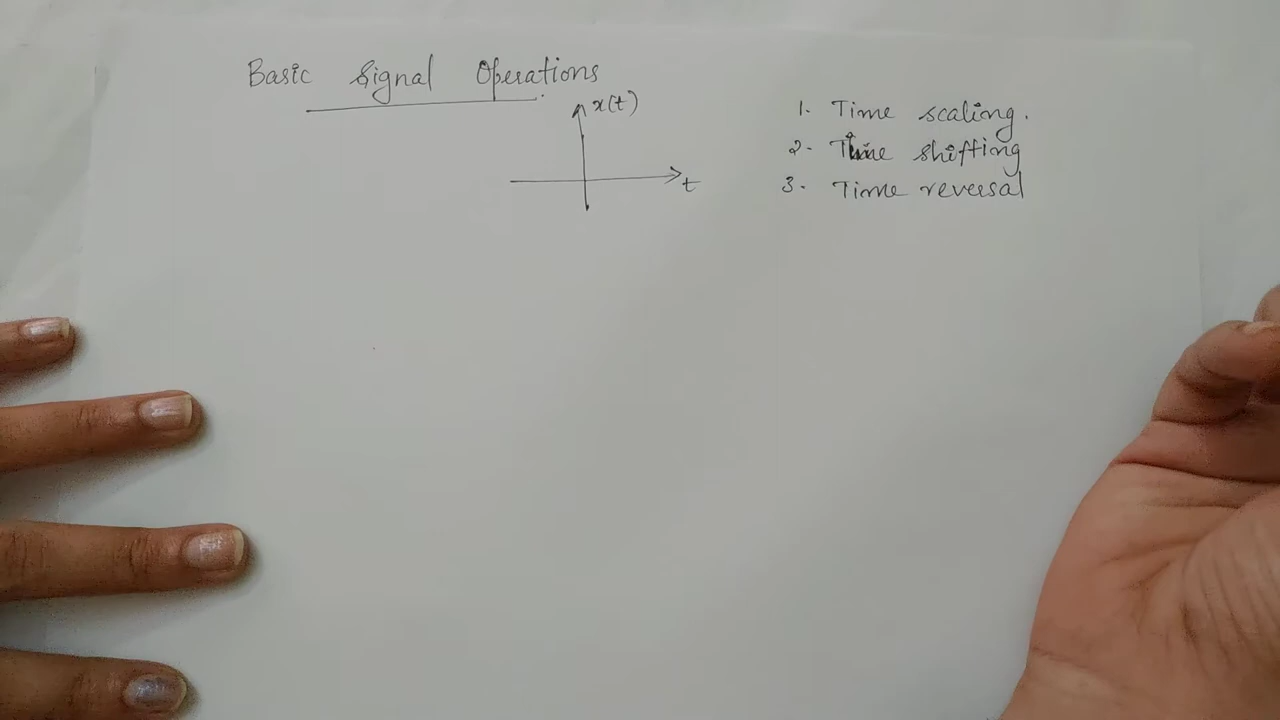 Basic Signal Operations
x(t)
t
1. Time scaling.
2. Time shifting
3. Time reversal